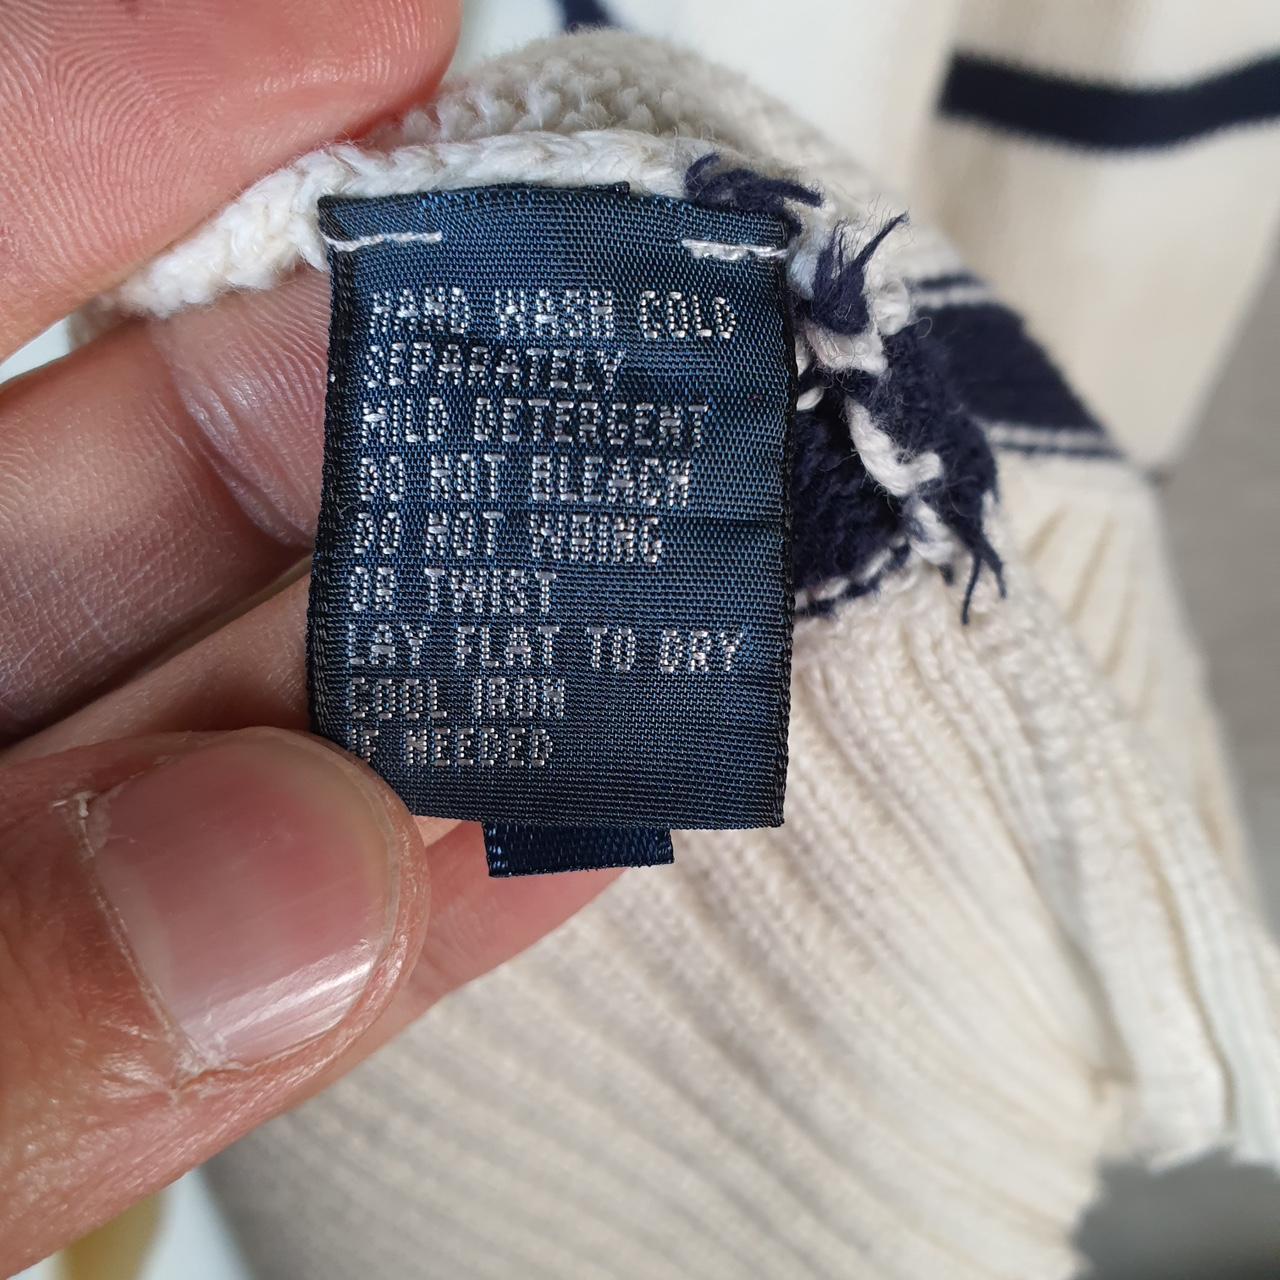 HAND WASH COLD
SEPARATELY
MILD DETERGENT
DO NOT BLEACH
DO NOT WRING
OR TWIST
LAY FLAT TO DRY
COOL IRON
IF NEEDED